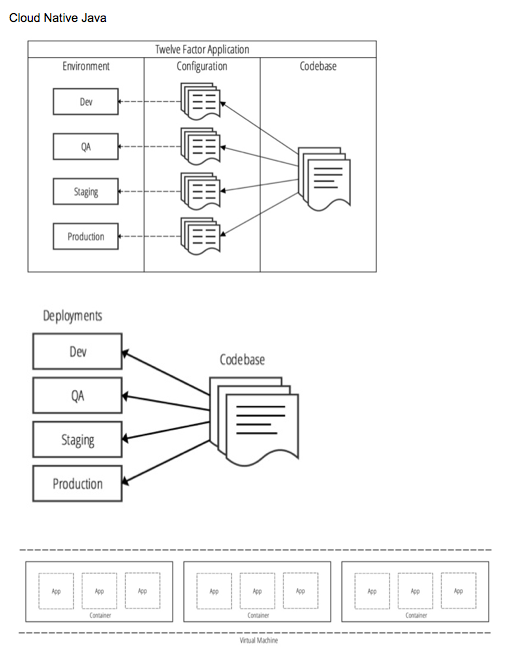 Cloud Native Java
Twelve Factor Application
Environment Configuration Codebase
Dev
QA
Staging
Production
Deployments
Codebase
Dev
QA
Staging
Production
App App App App App App App App App
Container Container Container
Virtual Machine